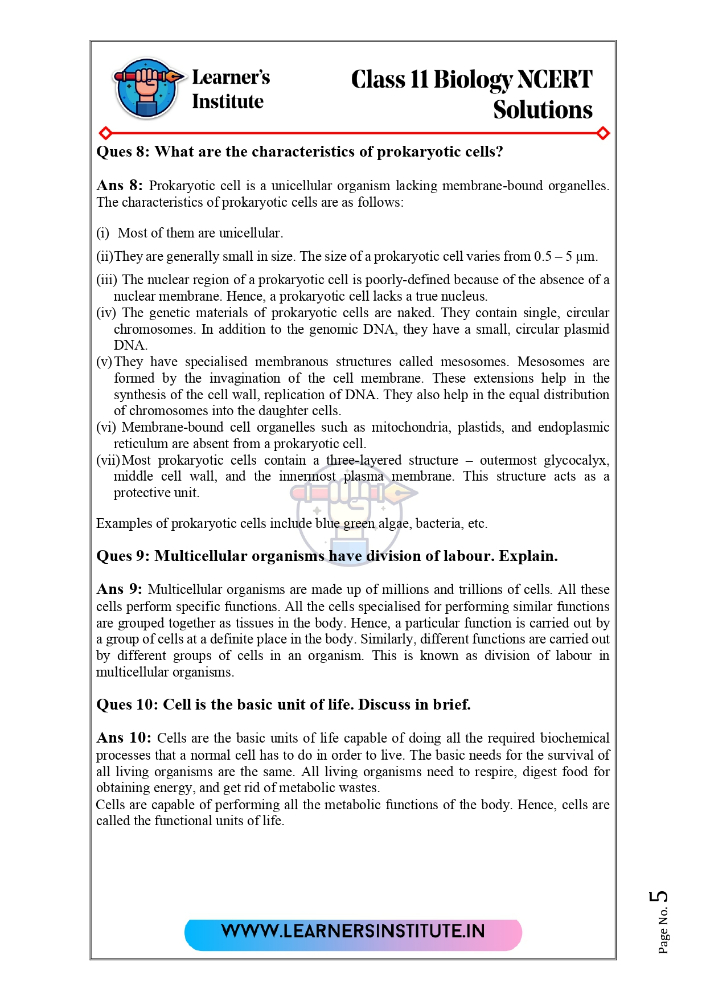 Learner's
Institute
Class 11 Biology NCERT
Solutions
Ques 8: What are the characteristics of prokaryotic cells?
Ans 8: Prokaryotic cell is a unicellular organism lacking membrane-bound organelles.
The characteristics of prokaryotic cells are as follows:
(i) Most of them are unicellular.
(ii)They are generally small in size. The size of a prokaryotic cell varies from 0.5 – 5 µm.
(iii) The nuclear region of a prokaryotic cell is poorly-defined because of the absence of a
nuclear membrane. Hence, a prokaryotic cell lacks a true nucleus.
(iv) The genetic materials of prokaryotic cells are naked. They contain single, circular
chromosomes. In addition to the genomic DNA, they have a small, circular plasmid
DNA.
(v)They have specialised membranous structures called mesosomes. Mesosomes are
formed by the invagination of the cell membrane. These extensions help in the
synthesis of the cell wall, replication of DNA. They also help in the equal distribution
of chromosomes into the daughter cells.
(vi) Membrane-bound cell organelles such as mitochondria, plastids, and endoplasmic
reticulum are absent from a prokaryotic cell.
(vii)Most prokaryotic cells contain a three-layered structure – outermost glycocalyx,
middle cell wall, and the innermost plasma membrane. This structure acts as a
protective unit.
Examples of prokaryotic cells include blue green algae, bacteria, etc.
Ques 9: Multicellular organisms have division of labour. Explain.
Ans 9: Multicellular organisms are made up of millions and trillions of cells. All these
cells perform specific functions. All the cells specialised for performing similar functions
are grouped together as tissues in the body. Hence, a particular function is carried out by
a group of cells at a definite place in the body. Similarly, different functions are carried out
by different groups of cells in an organism. This is known as division of labour in
multicellular organisms.
Ques 10: Cell is the basic unit of life. Discuss in brief.
Ans 10: Cells are the basic units of life capable of doing all the required biochemical
processes that a normal cell has to do in order to live. The basic needs for the survival of
all living organisms are the same. All living organisms need to respire, digest food for
obtaining energy, and get rid of metabolic wastes.
Cells are capable of performing all the metabolic functions of the body. Hence, cells are
called the functional units of life.
WWW.LEARNERSINSTITUTE.IN
Page No. 5